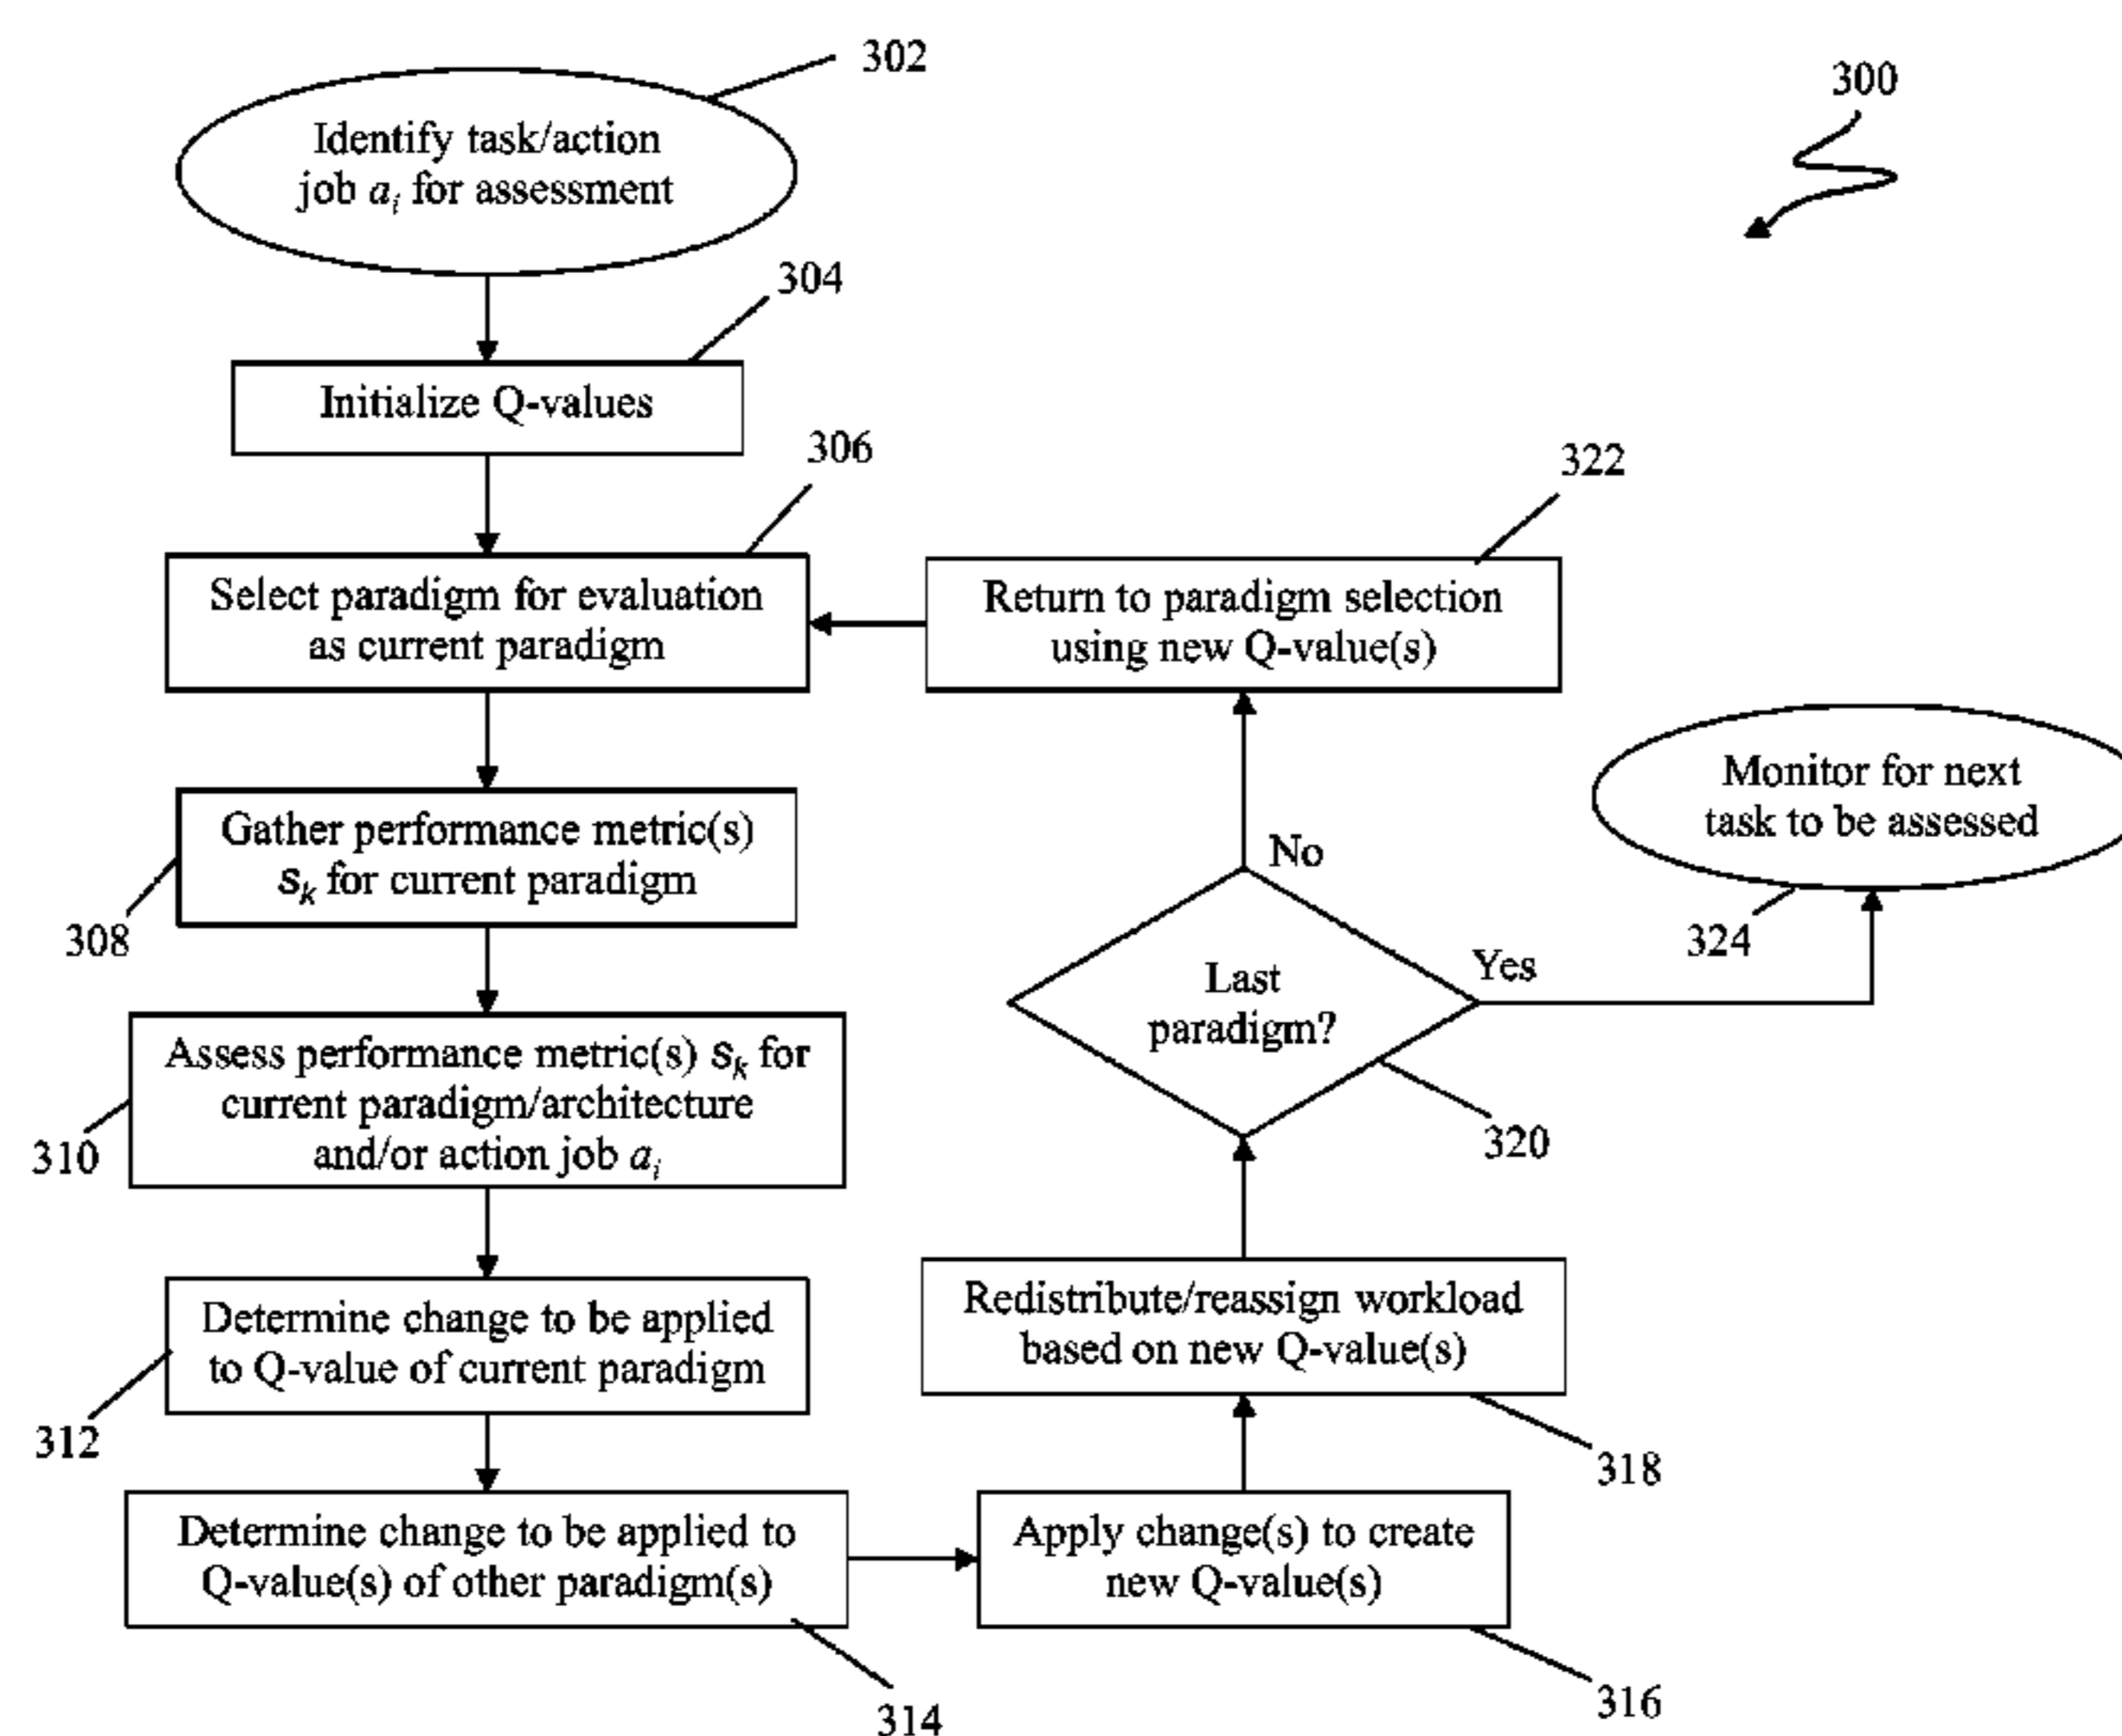 302
300
Identify task/action
job aᵢ for assessment
304
Initialize Q-values
306
322
Select paradigm for evaluation
as current paradigm
Return to paradigm selection
using new Q-value(s)
Monitor for next
task to be assessed
324
Gather performance metric(s)
sₖ for current paradigm
308
No
Yes
Last
paradigm?
320
Assess performance metric(s) sₖ for
current paradigm/architecture
and/or action job aᵢ
310
Determine change to be applied
to Q-value of current paradigm
312
Redistribute/reassign workload
based on new Q-value(s)
318
Determine change to be applied to
Q-value(s) of other paradigm(s)
314
Apply change(s) to create
new Q-value(s)
316